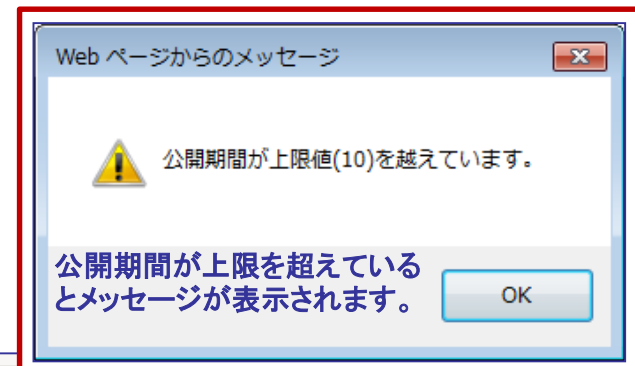 Web ページからのメッセージ
公開期間が上限値(10)を越えています。
公開期間が上限を超えている
とメッセージが表示されます。
OK